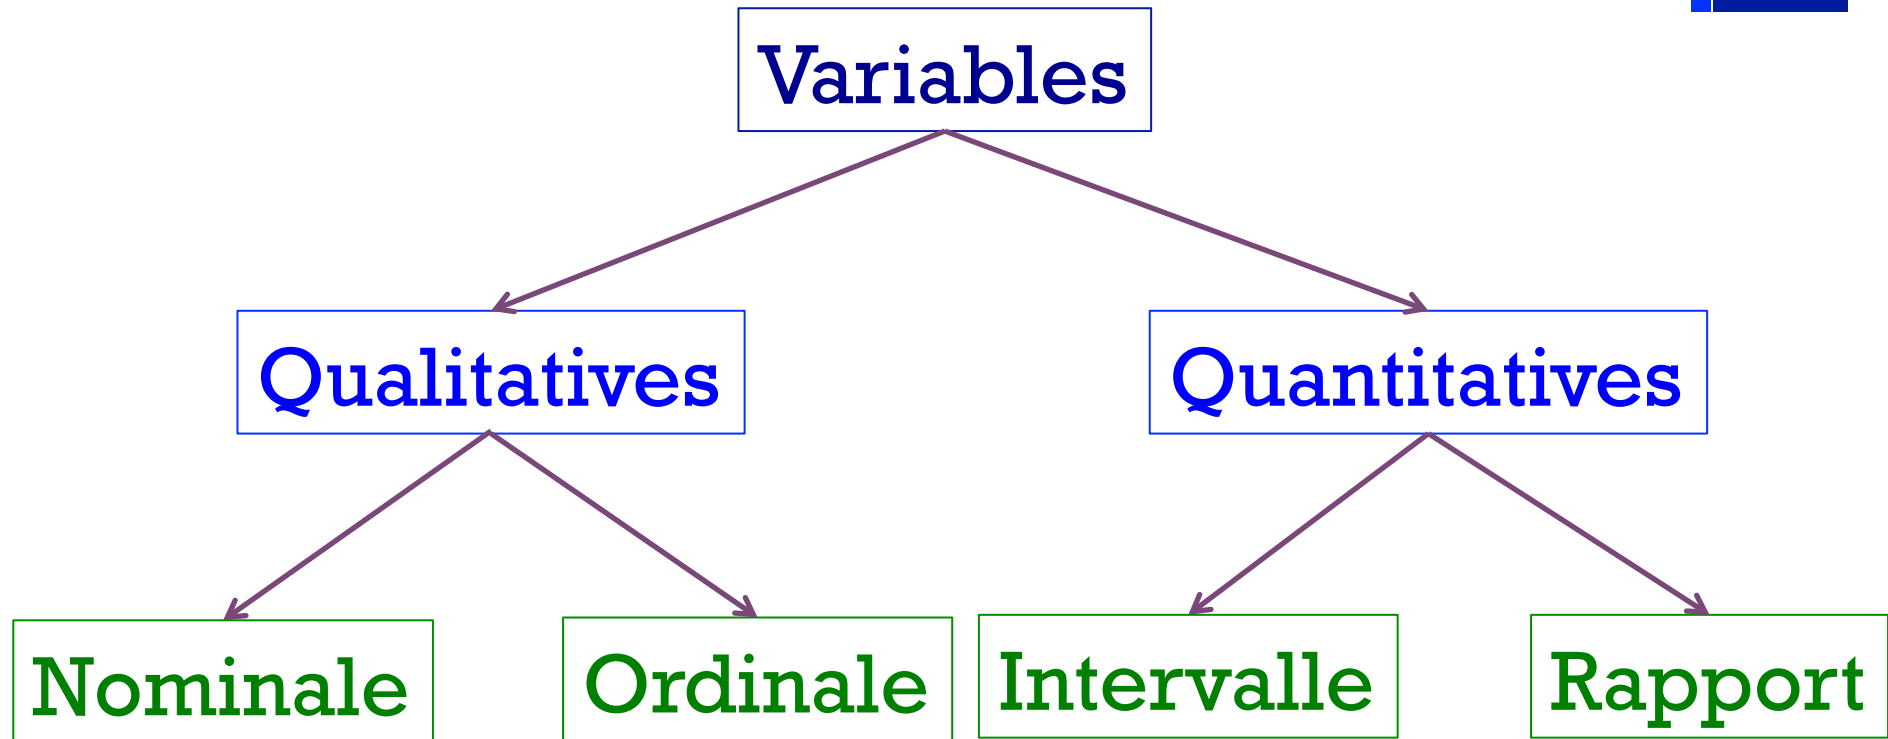 Variables
Qualitatives
Quantitatives
Nominale
Ordinale
Intervalle
Rapport